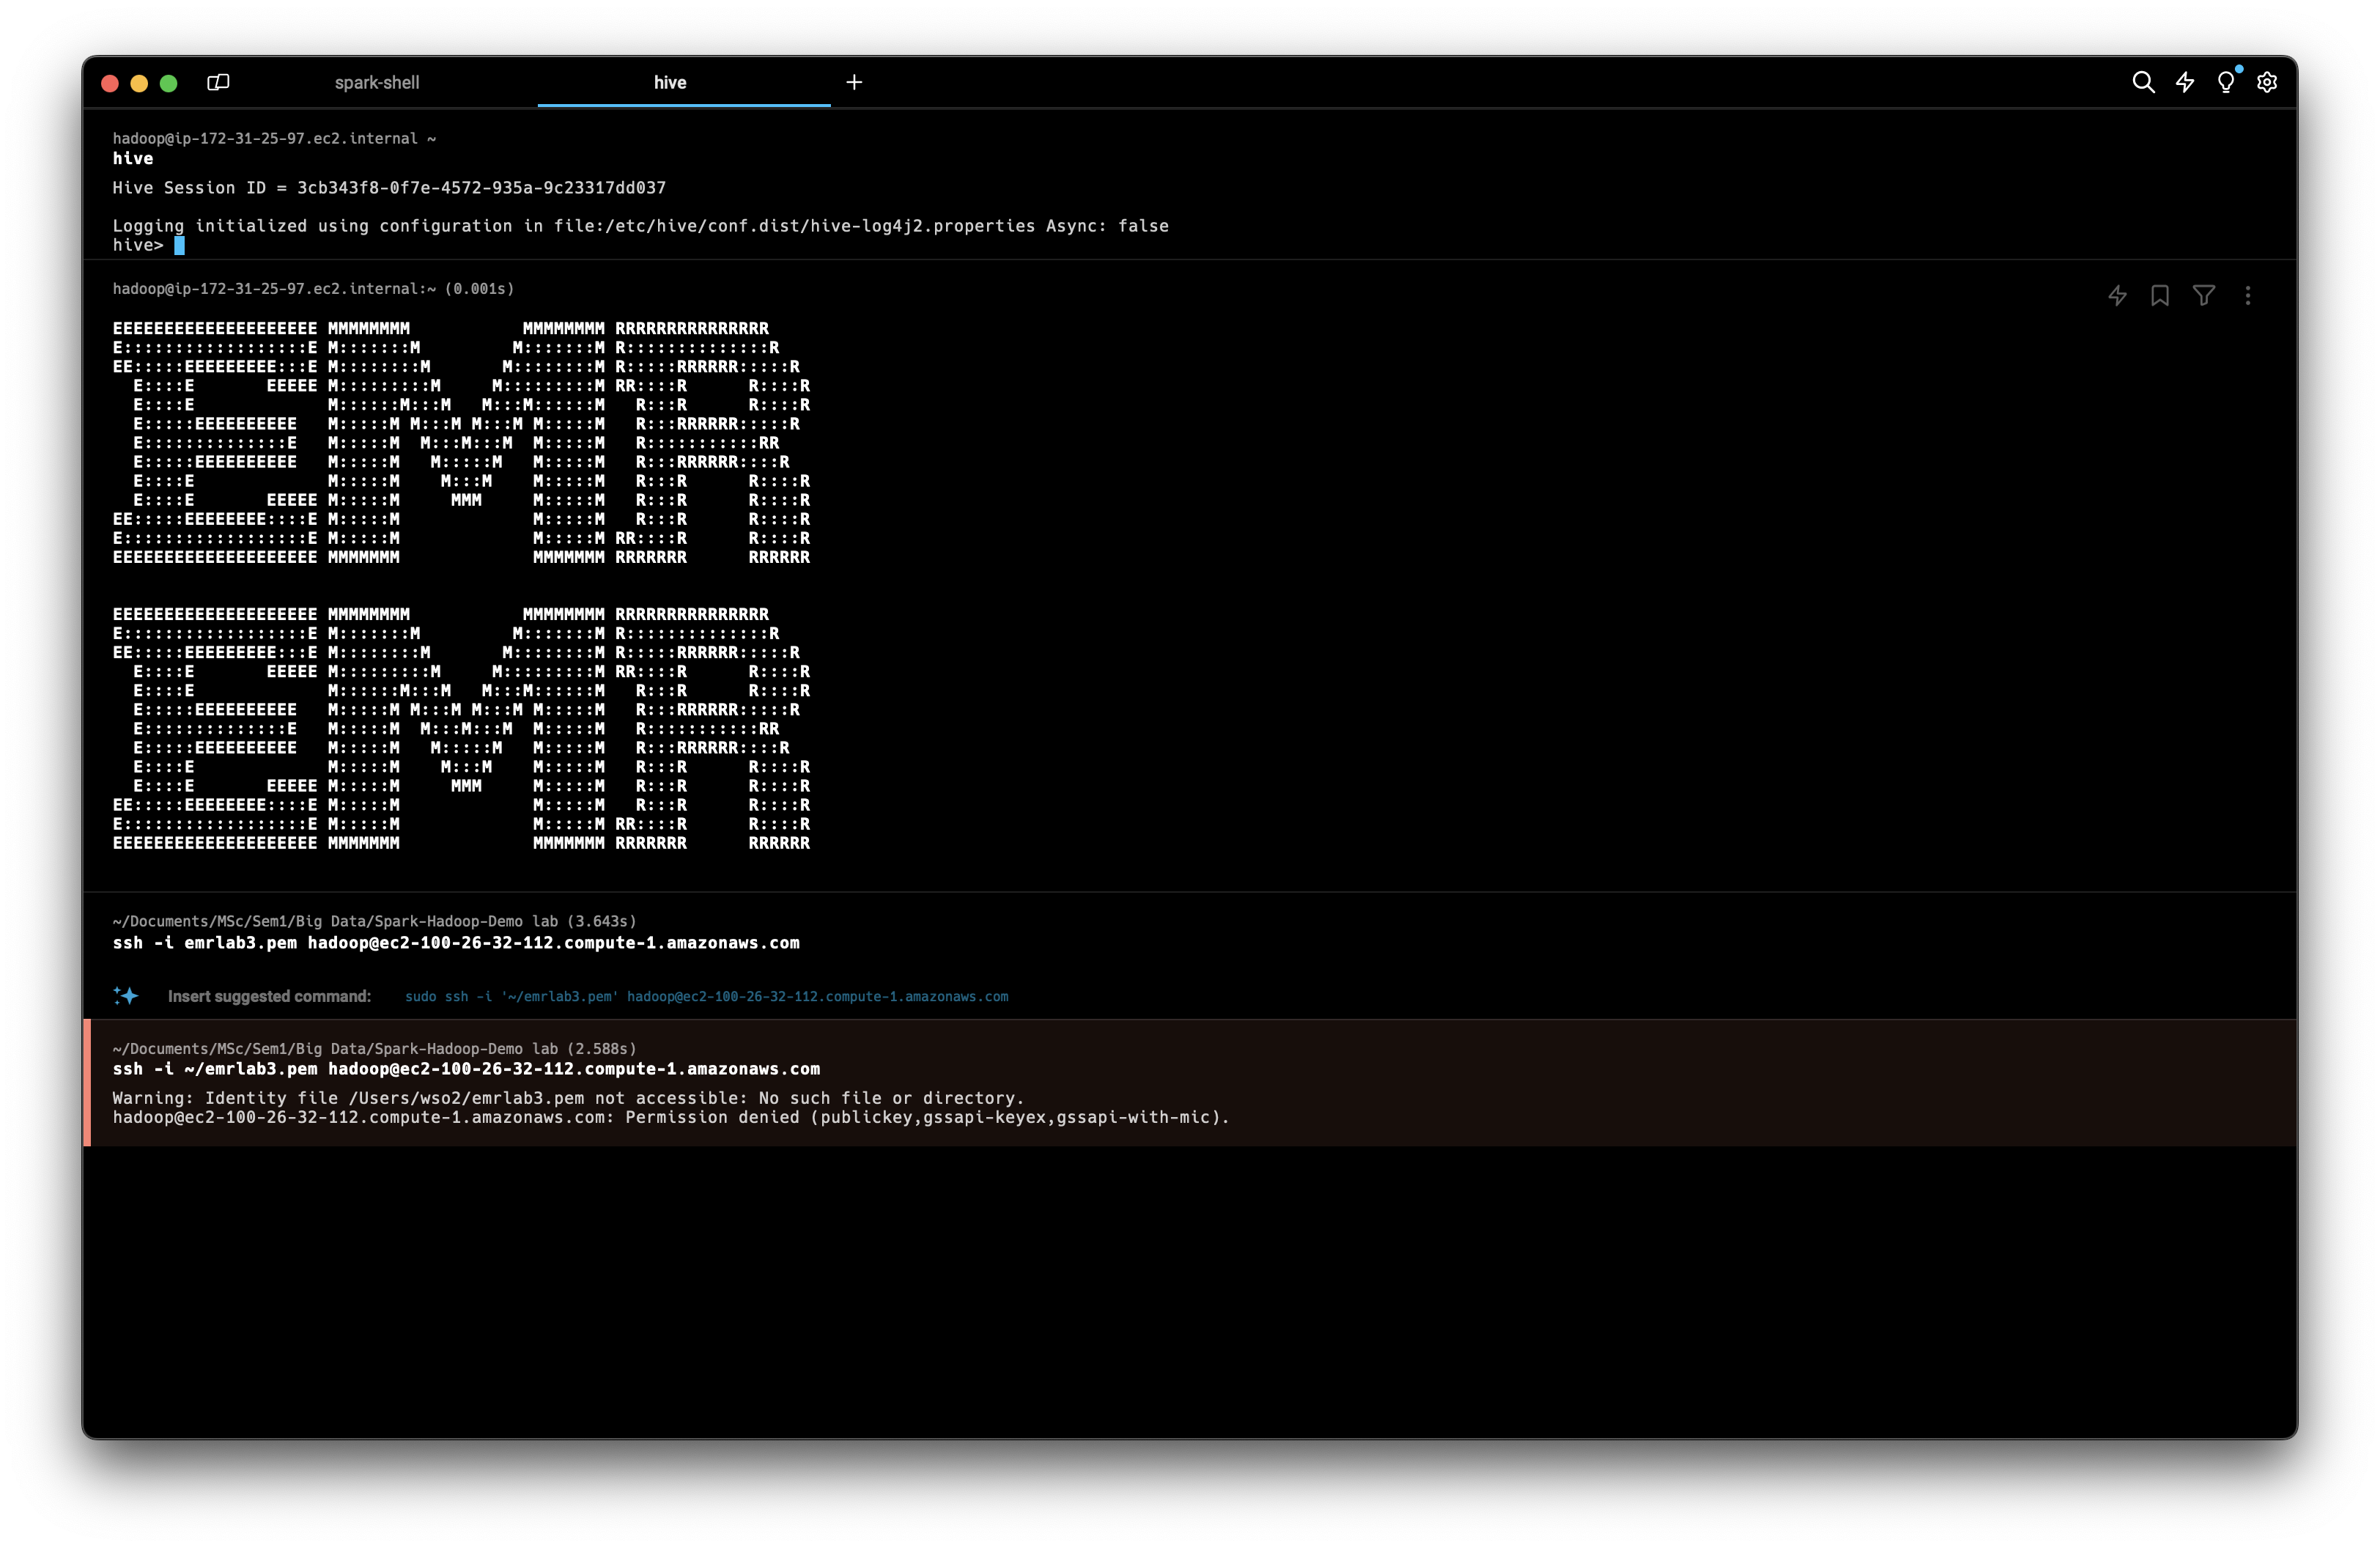 spark-shell
hive
hadoop@ip-172-31-25-97.ec2.internal ~
hive
Hive Session ID = 3cb343f8-0f7e-4572-935a-9c23317dd037
Logging initialized using configuration in file:/etc/hive/conf.dist/hive-log4j2.properties Async: false
hive>
hadoop@ip-172-31-25-97.ec2.internal:~ (0.001s)
EEEEEEEEEEEEEEEEEEEE MMMMMMMM           MMMMMMMM RRRRRRRRRRRRRRR
E::::::::::::::::::E M:::::::M         M:::::::M R::::::::::::::R
EE:::::EEEEEEEEE:::E M::::::::M       M::::::::M R:::::RRRRRR:::::R
  E::::E       EEEEE M:::::::::M     M:::::::::M RR::::R      R::::R
  E::::E             M::::::M:::M   M:::M::::::M   R:::R      R::::R
  E:::::EEEEEEEEEE   M:::::M M:::M M:::M M:::::M   R:::RRRRRR:::::R
  E::::::::::::::E   M:::::M  M:::M:::M  M:::::M   R:::::::::::RR
  E:::::EEEEEEEEEE   M:::::M   M:::::M   M:::::M   R:::RRRRRR::::R
  E::::E             M:::::M    M:::M    M:::::M   R:::R      R::::R
  E::::E       EEEEE M:::::M     MMM     M:::::M   R:::R      R::::R
EE:::::EEEEEEEE::::E M:::::M             M:::::M   R:::R      R::::R
E::::::::::::::::::E M:::::M             M:::::M RR::::R      R::::R
EEEEEEEEEEEEEEEEEEEE MMMMMMM             MMMMMMM RRRRRRR      RRRRRR
EEEEEEEEEEEEEEEEEEEE MMMMMMMM           MMMMMMMM RRRRRRRRRRRRRRR
E::::::::::::::::::E M:::::::M         M:::::::M R::::::::::::::R
EE:::::EEEEEEEEE:::E M::::::::M       M::::::::M R:::::RRRRRR:::::R
  E::::E       EEEEE M:::::::::M     M:::::::::M RR::::R      R::::R
  E::::E             M::::::M:::M   M:::M::::::M   R:::R      R::::R
  E:::::EEEEEEEEEE   M:::::M M:::M M:::M M:::::M   R:::RRRRRR:::::R
  E::::::::::::::E   M:::::M  M:::M:::M  M:::::M   R:::::::::::RR
  E:::::EEEEEEEEEE   M:::::M   M:::::M   M:::::M   R:::RRRRRR::::R
  E::::E             M:::::M    M:::M    M:::::M   R:::R      R::::R
  E::::E       EEEEE M:::::M     MMM     M:::::M   R:::R      R::::R
EE:::::EEEEEEEE::::E M:::::M             M:::::M   R:::R      R::::R
E::::::::::::::::::E M:::::M             M:::::M RR::::R      R::::R
EEEEEEEEEEEEEEEEEEEE MMMMMMM             MMMMMMM RRRRRRR      RRRRRR
~/Documents/MSc/Sem1/Big Data/Spark-Hadoop-Demo lab (3.643s)
ssh -i emrlab3.pem hadoop@ec2-100-26-32-112.compute-1.amazonaws.com
Insert suggested command: sudo ssh -i '~/emrlab3.pem' hadoop@ec2-100-26-32-112.compute-1.amazonaws.com
~/Documents/MSc/Sem1/Big Data/Spark-Hadoop-Demo lab (2.588s)
ssh -i ~/emrlab3.pem hadoop@ec2-100-26-32-112.compute-1.amazonaws.com
Warning: Identity file /Users/wso2/emrlab3.pem not accessible: No such file or directory.
hadoop@ec2-100-26-32-112.compute-1.amazonaws.com: Permission denied (publickey,gssapi-keyex,gssapi-with-mic).